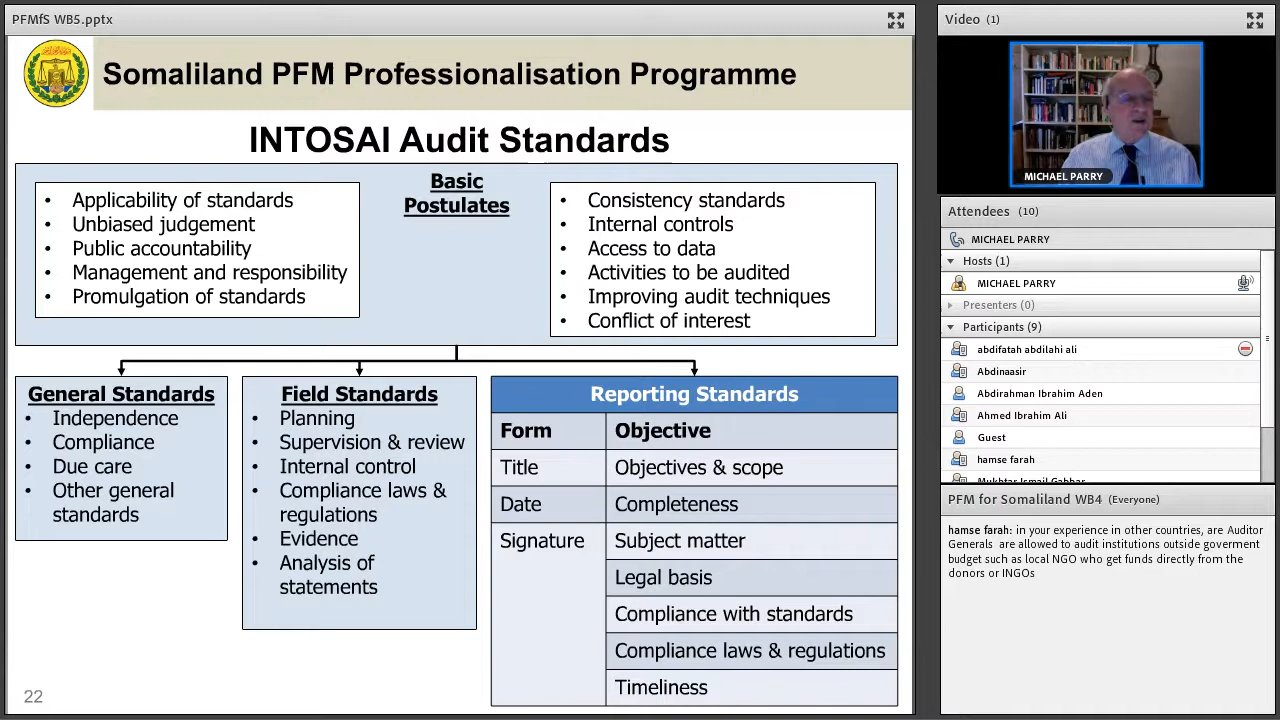 PFMfS WB5.pptx
Somaliland PFM Professionalisation Programme
INTOSAI Audit Standards
Basic
Postulates
• Applicability of standards
• Unbiased judgement
• Public accountability
• Management and responsibility
• Promulgation of standards
• Consistency standards
• Internal controls
• Access to data
• Activities to be audited
• Improving audit techniques
• Conflict of interest
General Standards
• Independence
• Compliance
• Due care
• Other general
standards
Field Standards
• Planning
• Supervision & review
• Internal control
• Compliance laws &
regulations
• Evidence
• Analysis of
statements
Reporting Standards
Form Objective
Title Objectives & scope
Date Completeness
Signature Subject matter
Legal basis
Compliance with standards
Compliance laws & regulations
Timeliness
22
Video (1)
MICHAEL PARRY
Attendees (10)
MICHAEL PARRY
Hosts (1)
MICHAEL PARRY
Presenters (0)
Participants (9)
abdifatah abdilahi ali
Abdinaasir
Abdirahman Ibrahim Aden
Ahmed Ibrahim Ali
Guest
hamse farah
Mukhtar Ismail Gabbar
PFM for Somaliland WB4 (Everyone)
hamse farah: in your experience in other countries, are Auditor
Generals are allowed to audit institutions outside goverment
budget such as local NGO who get funds directly from the
donors or INGOs